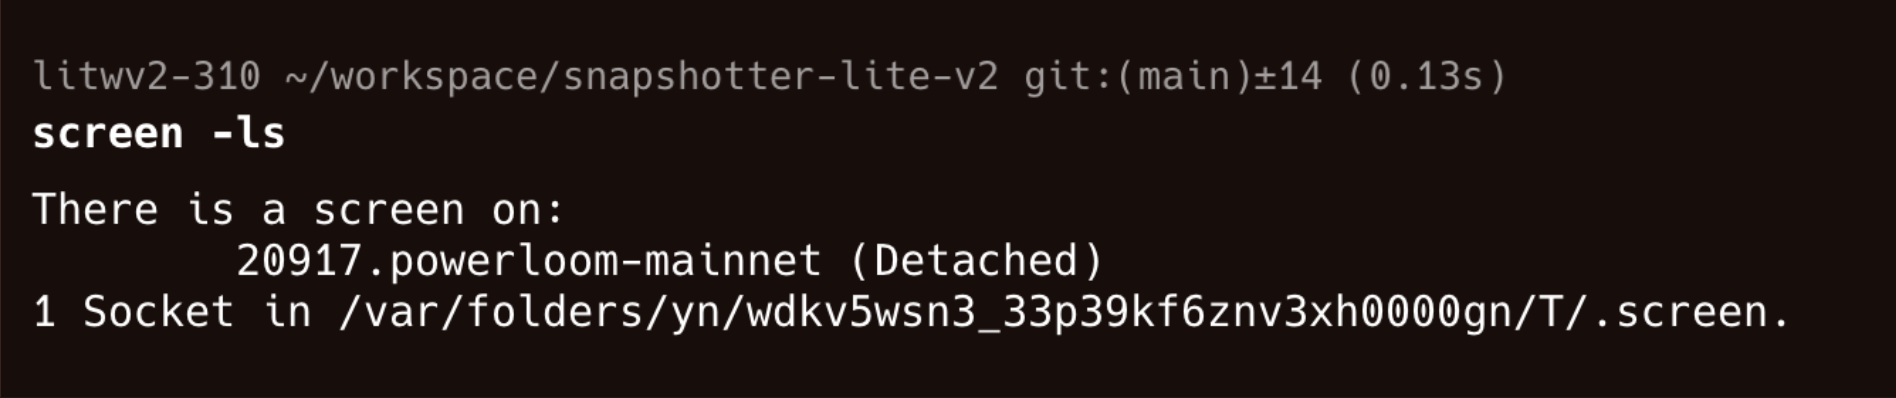 litwv2-310 ~/workspace/snapshotter-lite-v2 git:(main)±14 (0.13s)
screen -ls
There is a screen on:
20917.powerloom-mainnet (Detached)
1 Socket in /var/folders/yn/wdkv5wsn3_33p39kf6znv3xh0000gn/T/.screen.